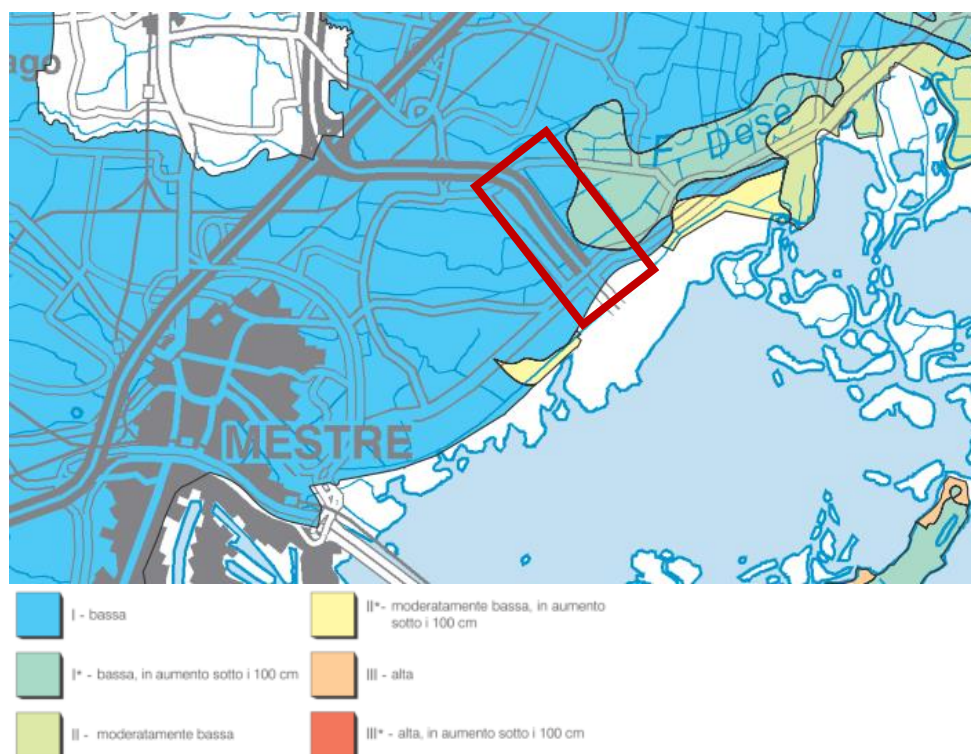 ago
F. Dese
MESTRE
I - bassa
I* - bassa, in aumento sotto i 100 cm
II - moderatamente bassa
II*- moderatamente bassa, in aumento
sotto i 100 cm
III - alta
III* - alta, in aumento sotto i 100 cm